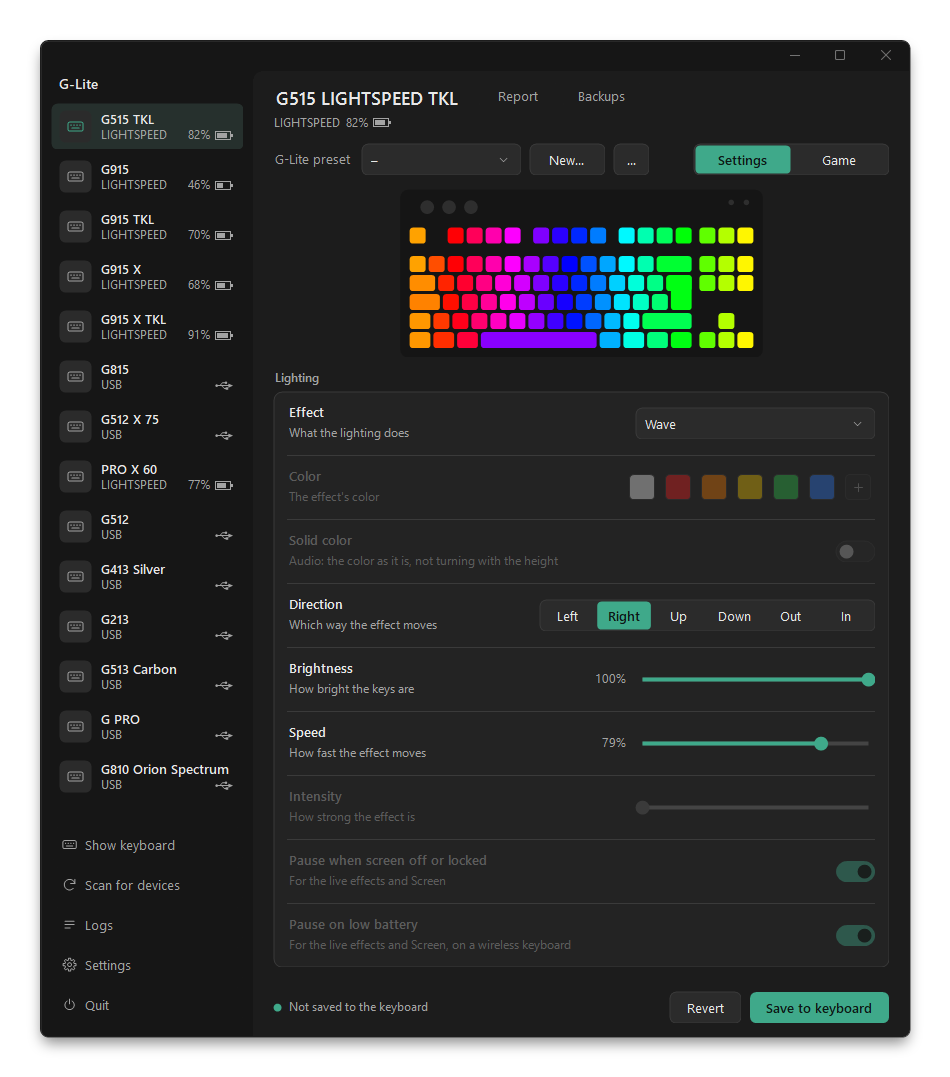 G-Lite
G515 TKL
LIGHTSPEED 82%
G915
LIGHTSPEED 46%
G915 TKL
LIGHTSPEED 70%
G915 X
LIGHTSPEED 68%
G915 X TKL
LIGHTSPEED 91%
G815
USB
G512 X 75
USB
PRO X 60
LIGHTSPEED 77%
G512
USB
G413 Silver
USB
G213
USB
G513 Carbon
USB
G PRO
USB
G810 Orion Spectrum
USB
Show keyboard
Scan for devices
Logs
Settings
Quit
G515 LIGHTSPEED TKL Report Backups
LIGHTSPEED 82%
G-Lite preset – New... ... Settings Game
Lighting
Effect
What the lighting does
Wave
Color
The effect's color
+
Solid color
Audio: the color as it is, not turning with the height
Direction
Which way the effect moves
Left Right Up Down Out In
Brightness
How bright the keys are
100%
Speed
How fast the effect moves
79%
Intensity
How strong the effect is
Pause when screen off or locked
For the live effects and Screen
Pause on low battery
For the live effects and Screen, on a wireless keyboard
Not saved to the keyboard Revert Save to keyboard